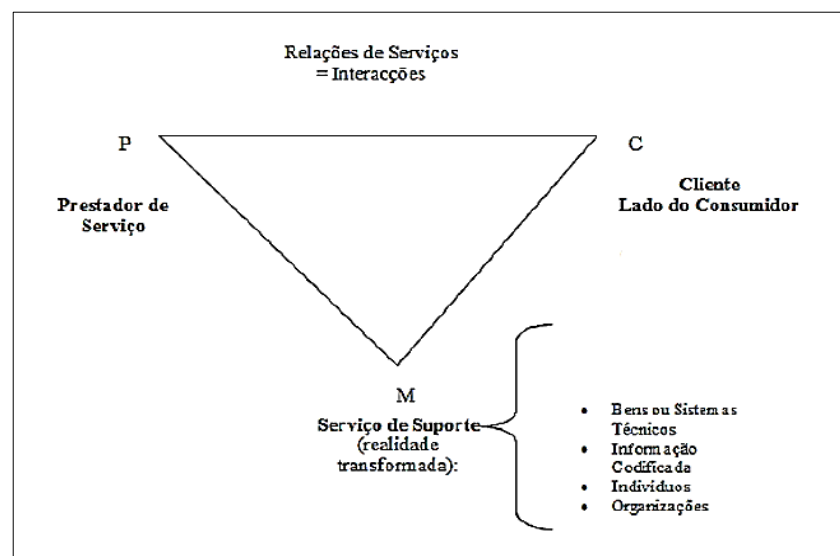 Relações de Serviços
= Interacções
P
C
Prestador de
Serviço
Cliente
Lado do Consumidor
M
Serviço de Suporte
(realidade
transformada):
• Bens ou Sistemas
Técnicos
• Informação
Codificada
• Indivíduos
• Organizações